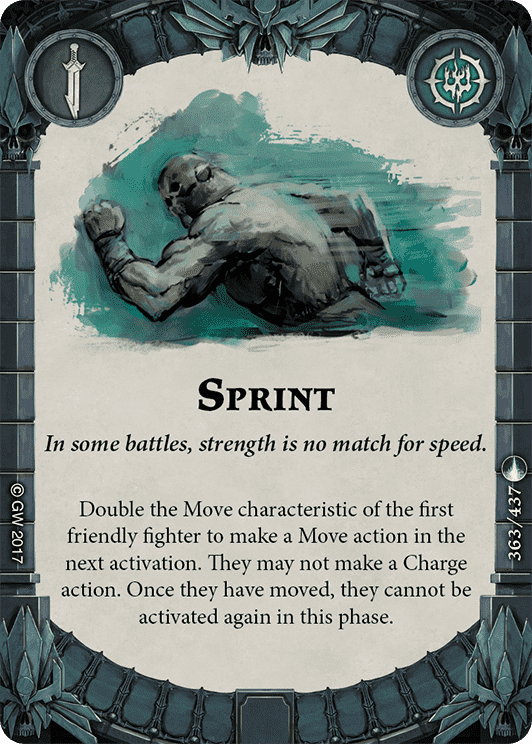 Sprint
In some battles, strength is no match for speed.
Double the Move characteristic of the first
friendly fighter to make a Move action in the
next activation. They may not make a Charge
action. Once they have moved, they cannot be
activated again in this phase.
© GW 2017
363/437